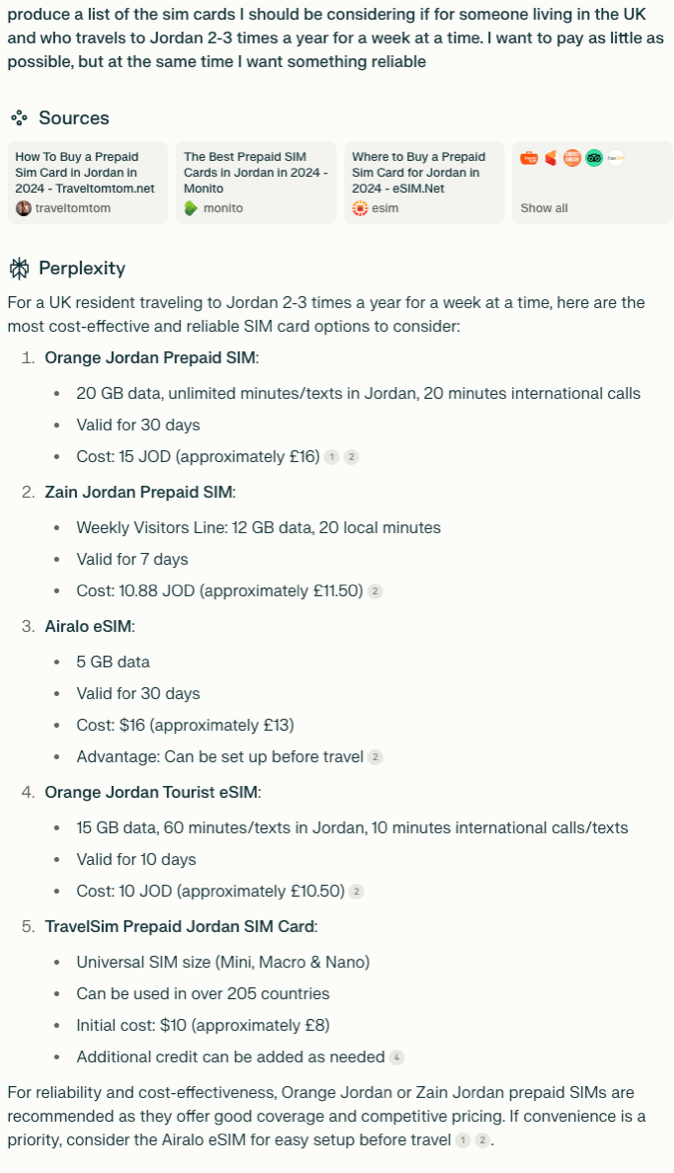 produce a list of the sim cards I should be considering if for someone living in the UK
and who travels to Jordan 2-3 times a year for a week at a time. I want to pay as little as
possible, but at the same time I want something reliable
Sources
How To Buy a Prepaid
Sim Card in Jordan in
2024 - Traveltomtom.net
traveltomtom
The Best Prepaid SIM
Cards in Jordan in 2024 -
Monito
monito
Where to Buy a Prepaid
Sim Card for Jordan in
2024 - eSIM.Net
esim
Show all
Perplexity
For a UK resident traveling to Jordan 2-3 times a year for a week at a time, here are the
most cost-effective and reliable SIM card options to consider:
1. Orange Jordan Prepaid SIM:
• 20 GB data, unlimited minutes/texts in Jordan, 20 minutes international calls
• Valid for 30 days
• Cost: 15 JOD (approximately £16) 1 2
2. Zain Jordan Prepaid SIM:
• Weekly Visitors Line: 12 GB data, 20 local minutes
• Valid for 7 days
• Cost: 10.88 JOD (approximately £11.50) 2
3. Airalo eSIM:
• 5 GB data
• Valid for 30 days
• Cost: $16 (approximately £13)
• Advantage: Can be set up before travel 2
4. Orange Jordan Tourist eSIM:
• 15 GB data, 60 minutes/texts in Jordan, 10 minutes international calls/texts
• Valid for 10 days
• Cost: 10 JOD (approximately £10.50) 2
5. TravelSim Prepaid Jordan SIM Card:
• Universal SIM size (Mini, Macro & Nano)
• Can be used in over 205 countries
• Initial cost: $10 (approximately £8)
• Additional credit can be added as needed 4
For reliability and cost-effectiveness, Orange Jordan or Zain Jordan prepaid SIMs are
recommended as they offer good coverage and competitive pricing. If convenience is a
priority, consider the Airalo eSIM for easy setup before travel 1 2 .